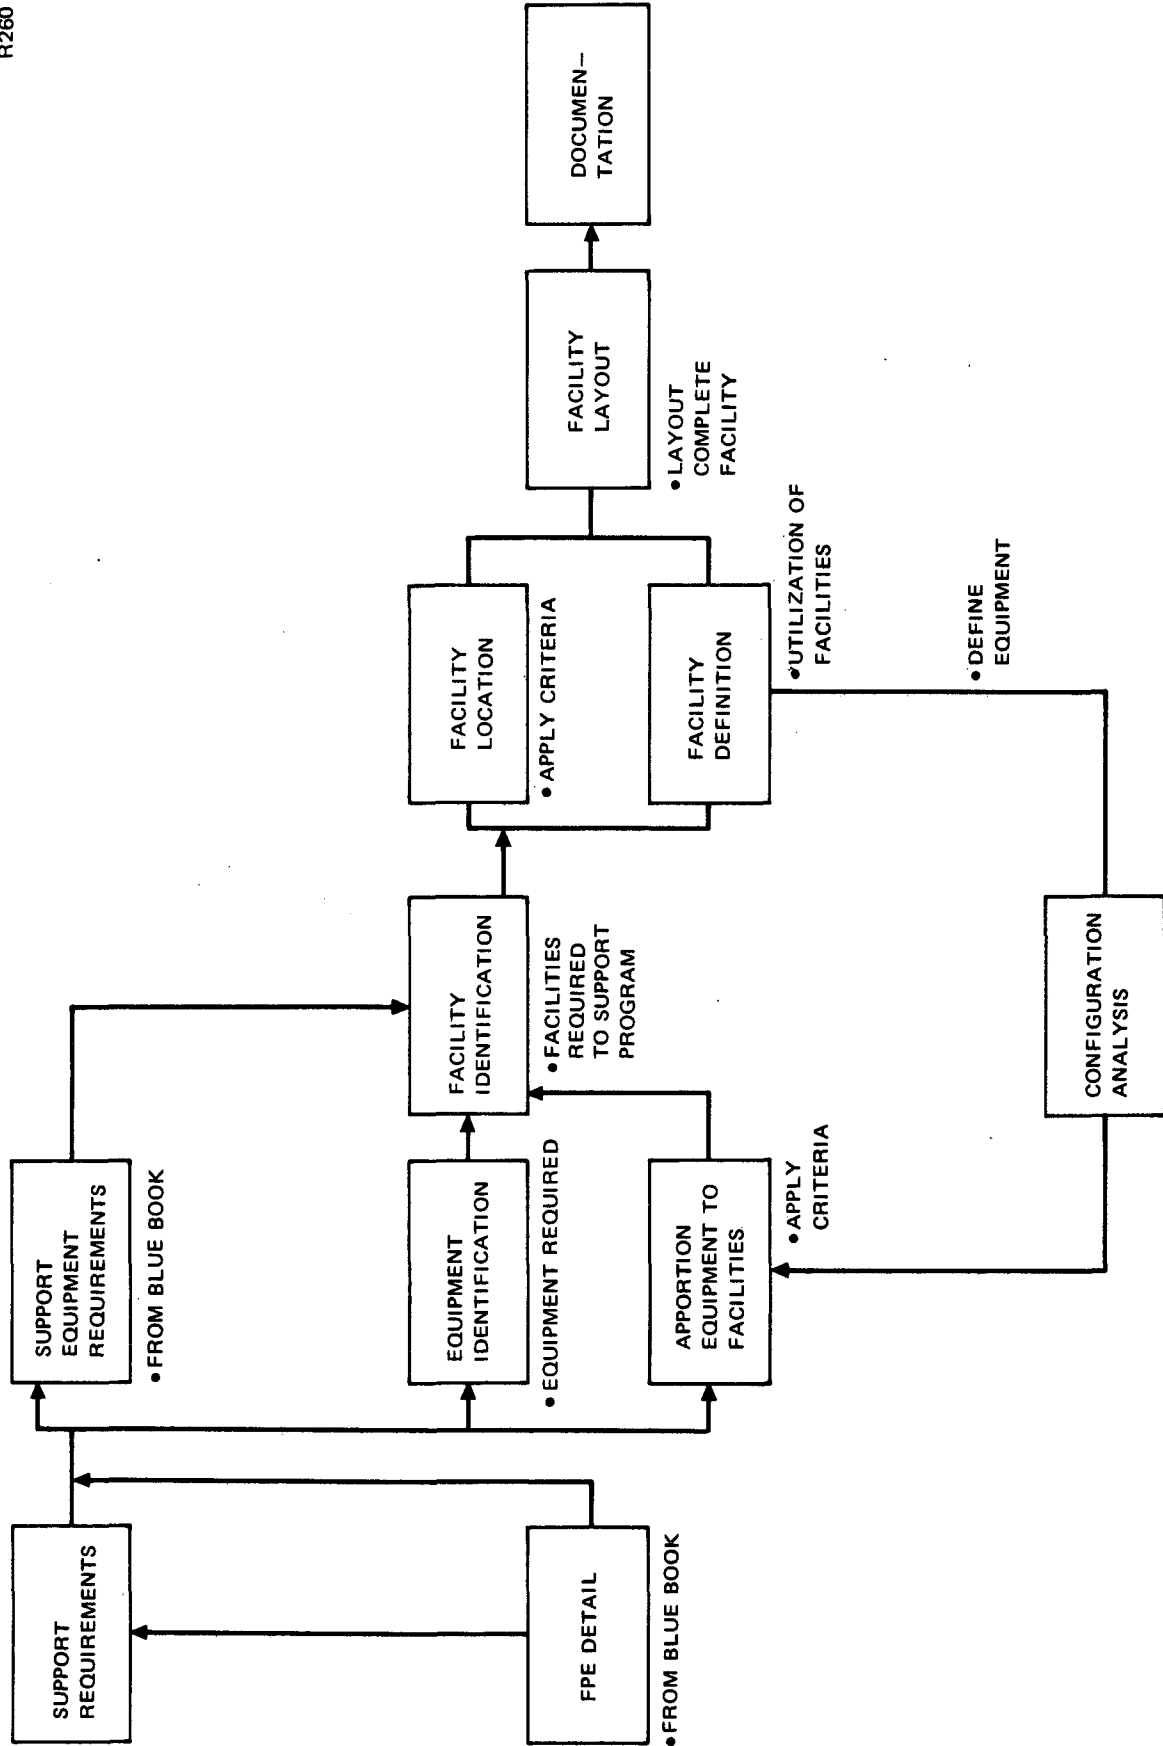 R260
SUPPORT
REQUIREMENTS
FPE DETAIL
• FROM BLUE BOOK
SUPPORT
EQUIPMENT
REQUIREMENTS
• FROM BLUE BOOK
EQUIPMENT
IDENTIFICATION
• EQUIPMENT REQUIRED
APPORTION
EQUIPMENT TO
FACILITIES
• APPLY
CRITERIA
FACILITY
IDENTIFICATION
• FACILITIES
REQUIRED
TO SUPPORT
PROGRAM
CONFIGURATION
ANALYSIS
FACILITY
LOCATION
• APPLY CRITERIA
FACILITY
DEFINITION
• UTILIZATION OF
FACILITIES
• DEFINE
EQUIPMENT
FACILITY
LAYOUT
• LAYOUT
COMPLETE
FACILITY
DOCUMEN–
TATION